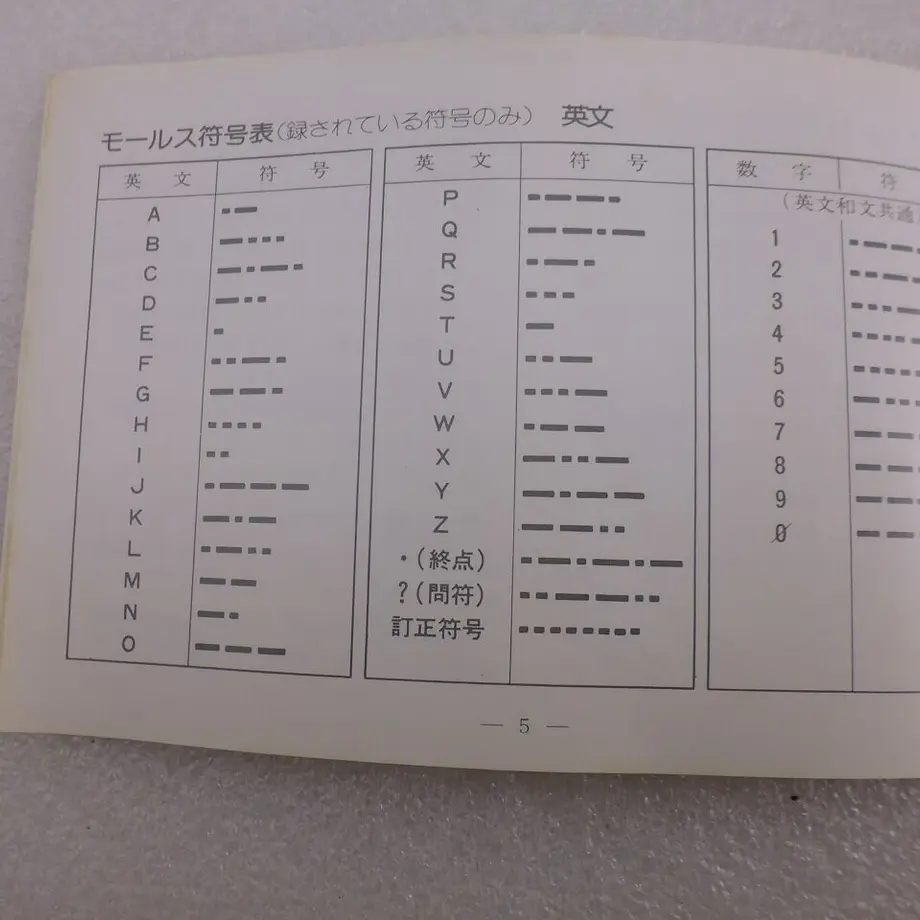 モールス符号表(録されている符号のみ) 英文
英 文 符 号
A ・－
B －・・・
C －・－・
D －・・
E ・
F ・・－・
G －－・
H ・・・・
I ・・
J ・－－－
K －・－
L ・－・・
M －－
N －・
O －－－
英 文 符 号
P ・－－・
Q －－・－
R ・－・
S ・・・
T －
U ・・－
V ・・・－
W ・－－
X －・・－
Y －・－－
Z －－・・
・(終点) ・－・－・－
?(問符) ・・－－・・
訂正符号 ・・・・・・・・
数 字 符
(英文和文共通
1
2
3
4
5
6
7
8
9
0
— 5 —